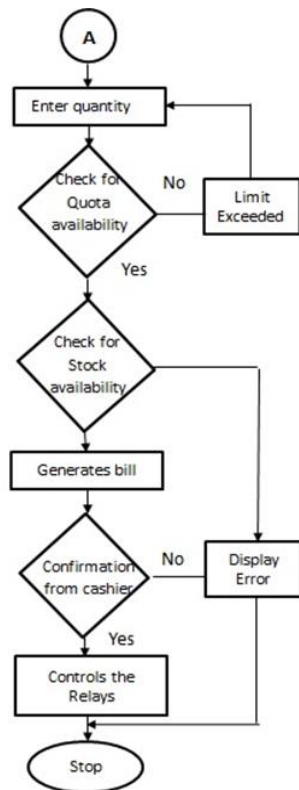 A
Enter quantity
Check for
Quota
availability
No
Limit
Exceeded
Yes
Check for
Stock
availability
Generates bill
Confirmation
from cashier
No
Display
Error
Yes
Controls the
Relays
Stop